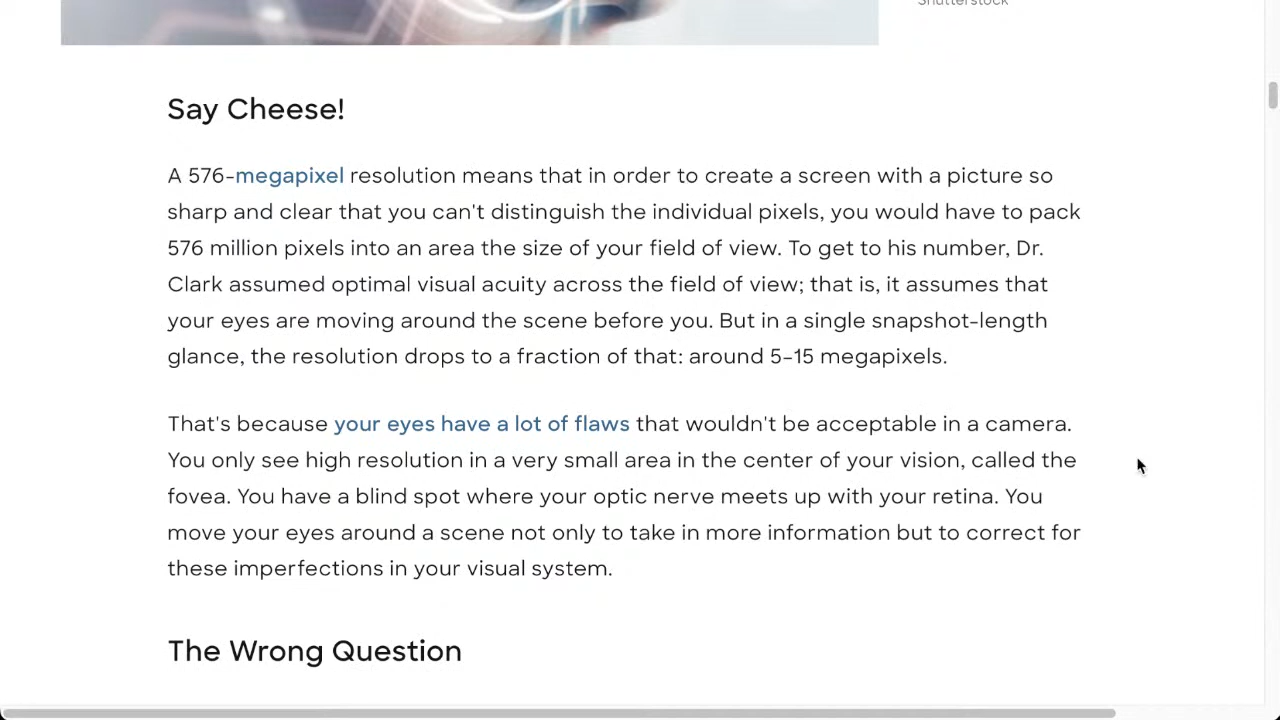 Shutterstock
Say Cheese!
A 576-megapixel resolution means that in order to create a screen with a picture so
sharp and clear that you can't distinguish the individual pixels, you would have to pack
576 million pixels into an area the size of your field of view. To get to his number, Dr.
Clark assumed optimal visual acuity across the field of view; that is, it assumes that
your eyes are moving around the scene before you. But in a single snapshot-length
glance, the resolution drops to a fraction of that: around 5–15 megapixels.
That's because your eyes have a lot of flaws that wouldn't be acceptable in a camera.
You only see high resolution in a very small area in the center of your vision, called the
fovea. You have a blind spot where your optic nerve meets up with your retina. You
move your eyes around a scene not only to take in more information but to correct for
these imperfections in your visual system.
The Wrong Question